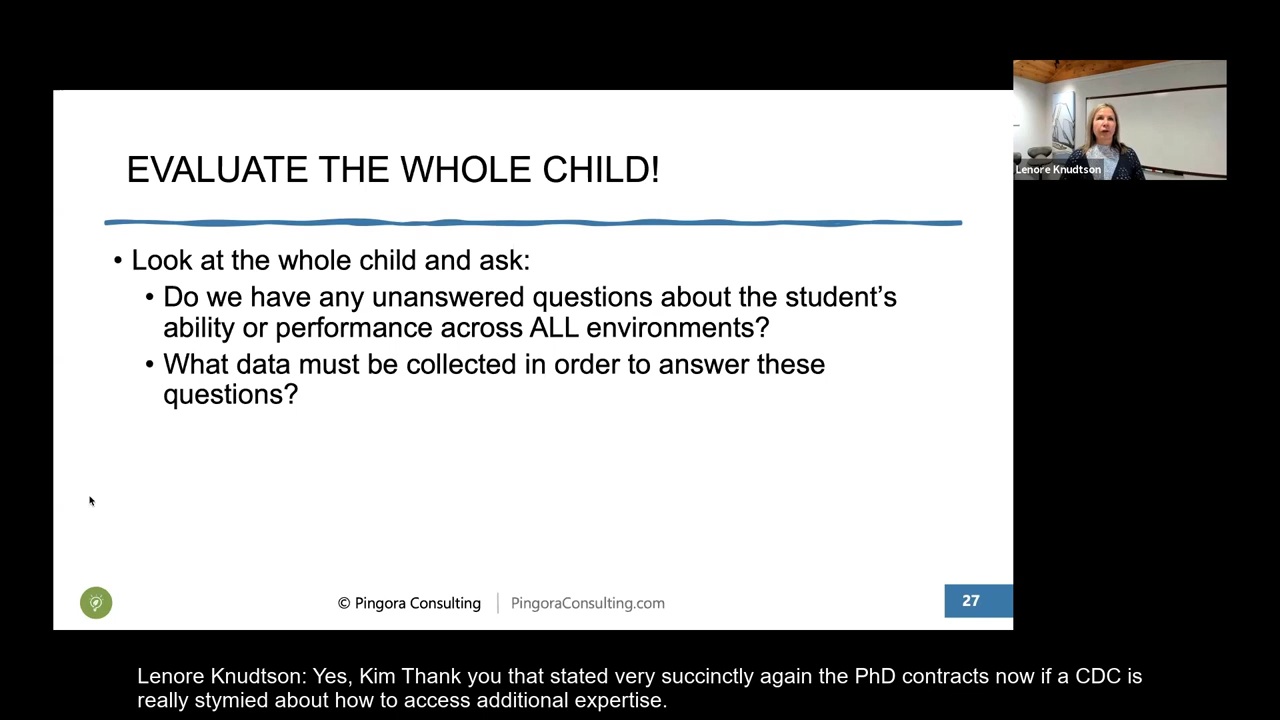 EVALUATE THE WHOLE CHILD!
• Look at the whole child and ask:
• Do we have any unanswered questions about the student’s
ability or performance across ALL environments?
• What data must be collected in order to answer these
questions?
© Pingora Consulting | PingoraConsulting.com
27
Lenore Knudtson
Lenore Knudtson: Yes, Kim Thank you that stated very succinctly again the PhD contracts now if a CDC is
really stymied about how to access additional expertise.